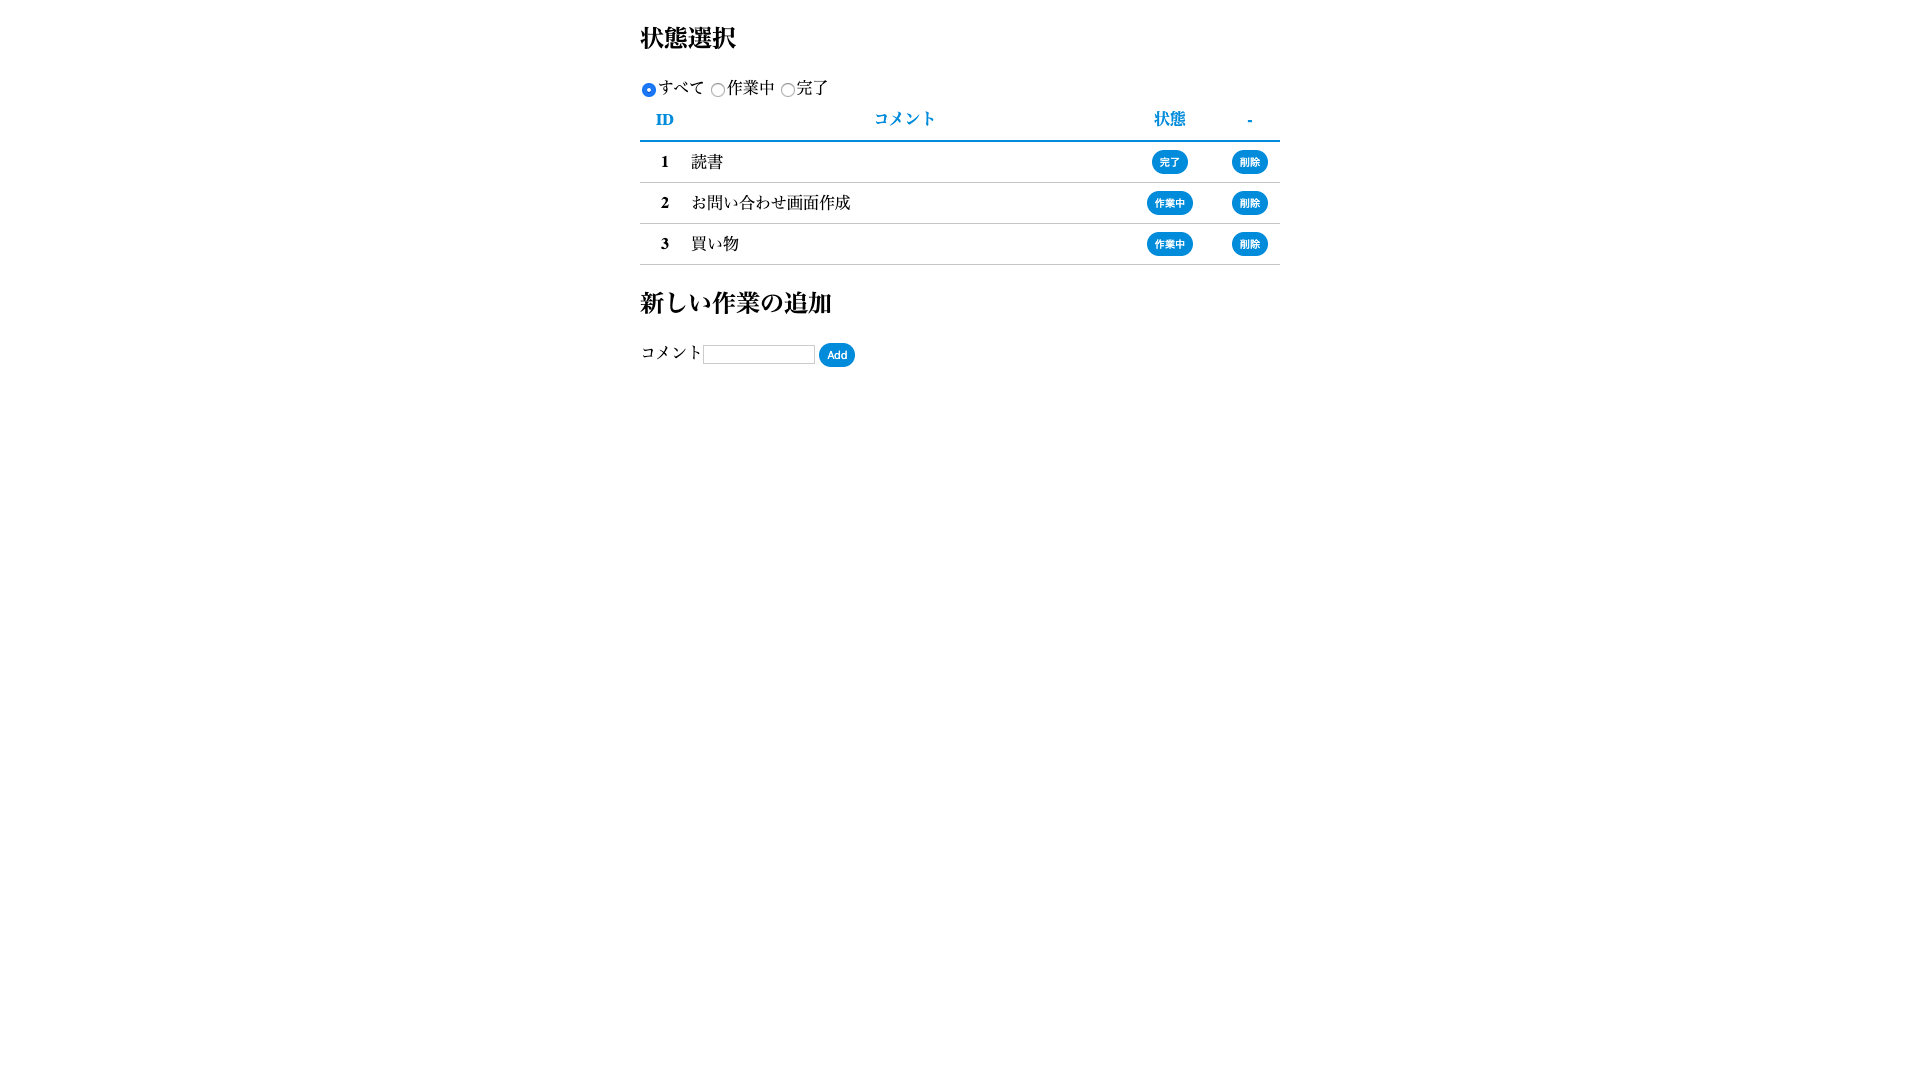 状態選択
すべて 作業中 完了
ID コメント 状態 -
1 読書 完了 削除
2 お問い合わせ画面作成 作業中 削除
3 買い物 作業中 削除
新しい作業の追加
コメント Add